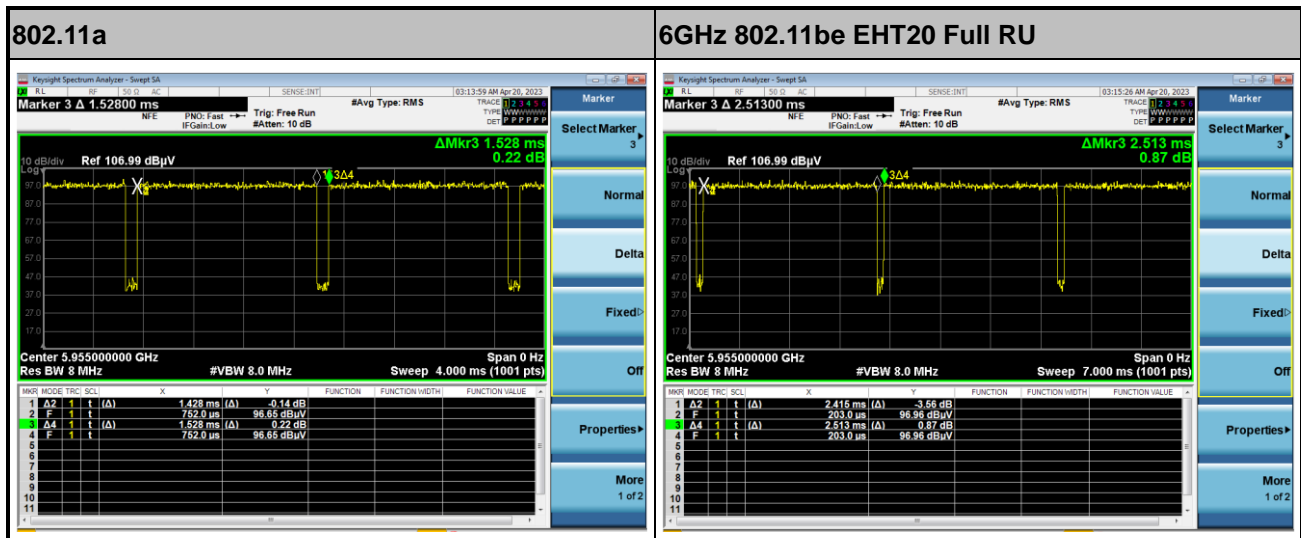 802.11a
6GHz 802.11be EHT20 Full RU
Keysight Spectrum Analyzer - Swept SA
RL RF 50 Ω AC SENSE:INT 03:13:59 AM Apr 20, 2023
Marker 3 Δ 1.52800 ms
#Avg Type: RMS
TRACE 1 2 3 4 5 6
TYPE WWWWWW
DET P P P P P P
NFE
PNO: Fast
IFGain:Low
Trig: Free Run
#Atten: 10 dB
ΔMkr3 1.528 ms
0.22 dB
10 dB/div Ref 106.99 dBµV
Log
97.0
87.0
77.0
67.0
57.0
47.0
37.0
27.0
17.0
3Δ4
Center 5.955000000 GHz Span 0 Hz
Res BW 8 MHz #VBW 8.0 MHz Sweep 4.000 ms (1001 pts)
MKR MODE TRC SCL X Y FUNCTION FUNCTION WIDTH FUNCTION VALUE
1 Δ2 1 t (Δ) 1.428 ms (Δ) -0.14 dB
2 F 1 t 752.0 µs 96.65 dBµV
3 Δ4 1 t (Δ) 1.528 ms (Δ) 0.22 dB
4 F 1 t 752.0 µs 96.65 dBµV
5
6
7
8
9
10
11
Marker
Select Marker
3
Normal
Delta
Fixed
Off
Properties
More
1 of 2
Keysight Spectrum Analyzer - Swept SA
RL RF 50 Ω AC SENSE:INT 03:15:26 AM Apr 20, 2023
Marker 3 Δ 2.51300 ms
#Avg Type: RMS
TRACE 1 2 3 4 5 6
TYPE WWWWWW
DET P P P P P P
NFE
PNO: Fast
IFGain:Low
Trig: Free Run
#Atten: 10 dB
ΔMkr3 2.513 ms
0.87 dB
10 dB/div Ref 106.99 dBµV
Log
97.0
87.0
77.0
67.0
57.0
47.0
37.0
27.0
17.0
3Δ4
Center 5.955000000 GHz Span 0 Hz
Res BW 8 MHz #VBW 8.0 MHz Sweep 7.000 ms (1001 pts)
MKR MODE TRC SCL X Y FUNCTION FUNCTION WIDTH FUNCTION VALUE
1 Δ2 1 t (Δ) 2.415 ms (Δ) -3.56 dB
2 F 1 t 203.0 µs 96.96 dBµV
3 Δ4 1 t (Δ) 2.513 ms (Δ) 0.87 dB
4 F 1 t 203.0 µs 96.96 dBµV
5
6
7
8
9
10
11
Marker
Select Marker
3
Normal
Delta
Fixed
Off
Properties
More
1 of 2